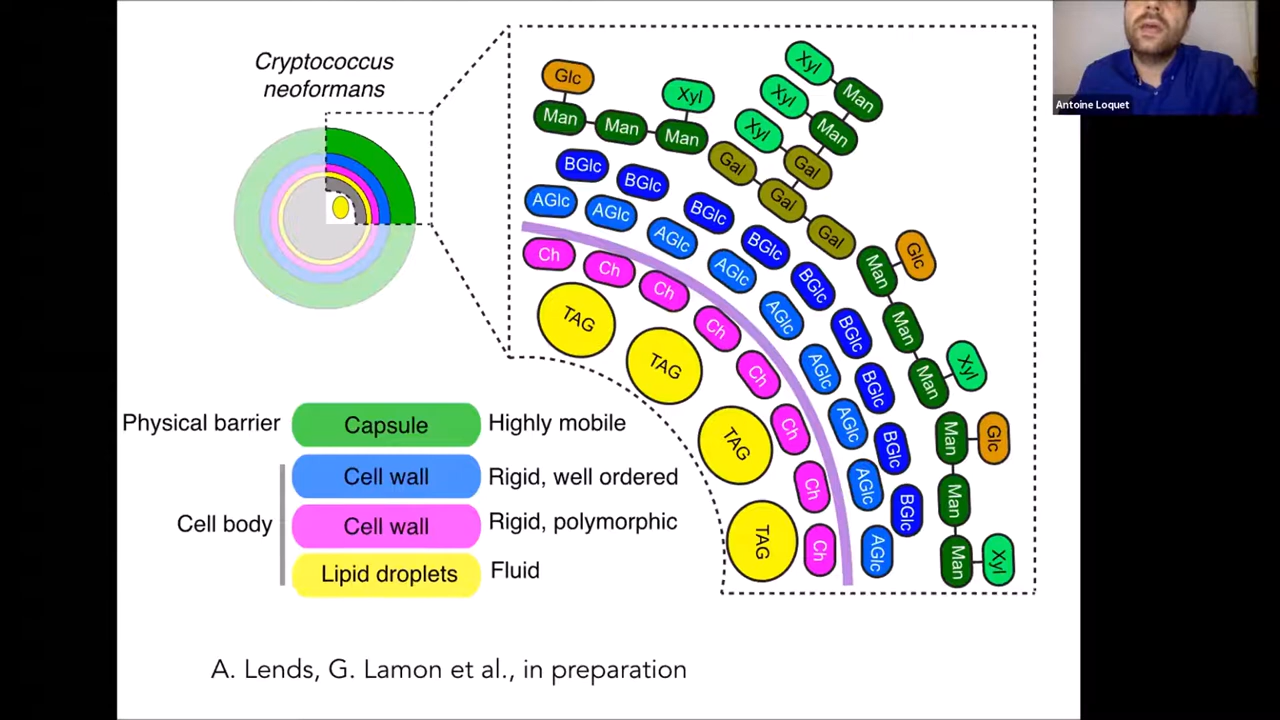 Cryptococcus
neoformans
Glc
Xyl
Man
Man
Man
Xyl
Man
Xyl
Man
Xyl
Gal
Gal
Gal
Gal
BGlc
BGlc
BGlc
BGlc
BGlc
BGlc
BGlc
BGlc
BGlc
AGlc
AGlc
AGlc
AGlc
AGlc
AGlc
AGlc
AGlc
AGlc
Man
Glc
Man
Man
Xyl
Man
Glc
Man
Man
Xyl
Ch
Ch
Ch
Ch
Ch
Ch
Ch
Ch
TAG
TAG
TAG
TAG
Physical barrier
Capsule
Highly mobile
Cell body
Cell wall
Rigid, well ordered
Cell wall
Rigid, polymorphic
Lipid droplets
Fluid
A. Lends, G. Lamon et al., in preparation
Antoine Loquet